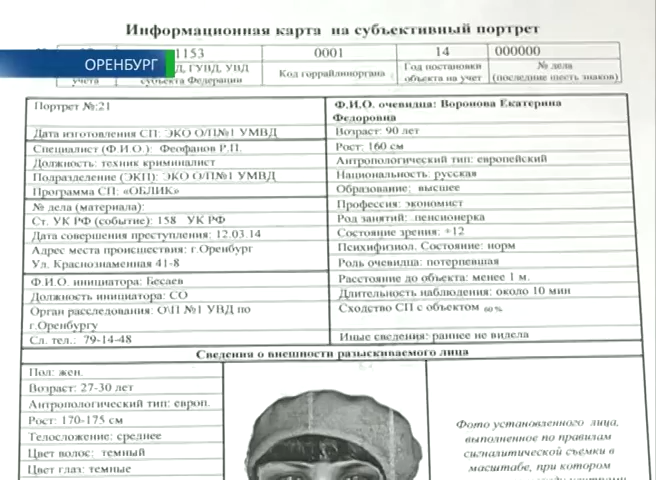 Информационная карта на субъективный портрет
ОРЕНБУРГ
1153 0001 14 000000
учета
ГУВД, УВД
субъекта Федерации
Код горрайлиноргана
Год постановки
объекта на учет
№ дела
(последние шесть знаков)
Портрет №:21
Дата изготовления СП: ЭКО О/П№1 УМВД
Специалист (Ф И О.): Феофанов Р.П.
Должность: техник криминалист
Подразделение (ЭКП): ЭКО О/П№1 УМВД
Программа СП: «ОБЛИК»
№ дела (материала):
Ст. УК РФ (событие): 158 УК РФ
Дата совершения преступления: 12.03.14
Адрес места происшествия: г.Оренбург
Ул. Краснознаменная 41-8
Ф.И.О. инициатора: Бесаев
Должность инициатора: СО
Орган расследования: О\П №1 УВД по
г.Оренбургу
Сл. тел.: 79-14-48
Ф.И.О. очевидца: Воронова Екатерина
Федоровна
Возраст: 90 лет
Рост: 160 см
Антропологический тип: европейский
Национальность: русская
Образование: высшее
Профессия: экономист
Род занятий: пенсионерка
Состояние зрения: +12
Психифизиол. Состояние: норм
Роль очевидца: потерпевшая
Расстояние до объекта: менее 1 м.
Длительность наблюдения: около 10 мин
Сходство СП с объектом 60 %
Иные сведения: раннее не видела
Сведения о внешности разыскиваемого лица
Пол: жен.
Возраст: 27-30 лет
Антропологический тип: европ.
Рост: 170-175 см
Телосложение: среднее
Цвет волос: темный
Цвет глаз: темные
Фото установленного лица,
выполненное по правилам
сигналитической съемки в
масштабе, при котором